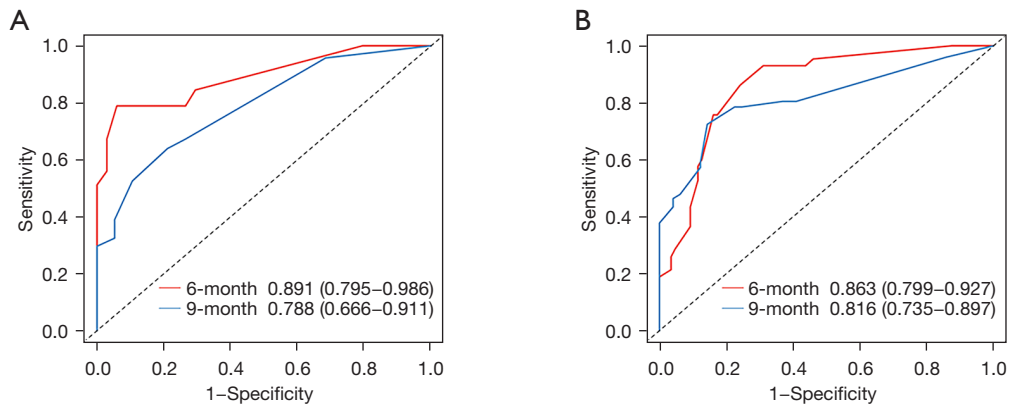 A
1.0
0.8
0.6
0.4
0.2
0.0
Sensitivity
6-month 0.891 (0.795–0.986)
9-month 0.788 (0.666–0.911)
0.0 0.2 0.4 0.6 0.8 1.0
1–Specificity
B
1.0
0.8
0.6
0.4
0.2
0.0
Sensitivity
6-month 0.863 (0.799–0.927)
9-month 0.816 (0.735–0.897)
0.0 0.2 0.4 0.6 0.8 1.0
1–Specificity